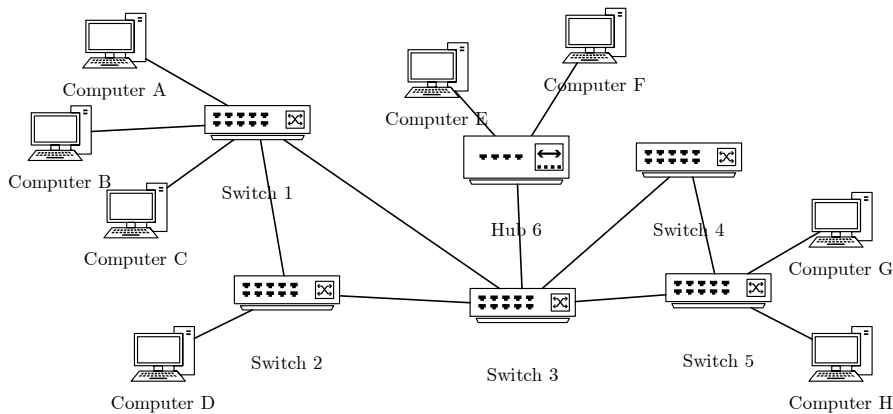 Computer A
Computer F
Computer E
Computer B
Switch 1
Hub 6
Switch 4
Computer C
Computer G
Switch 2
Switch 3
Switch 5
Computer D
Computer H